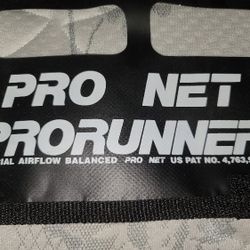 PRO NET
PRORUNNER
AIRFLOW BALANCED PRO NET US PAT NO. 4,763,